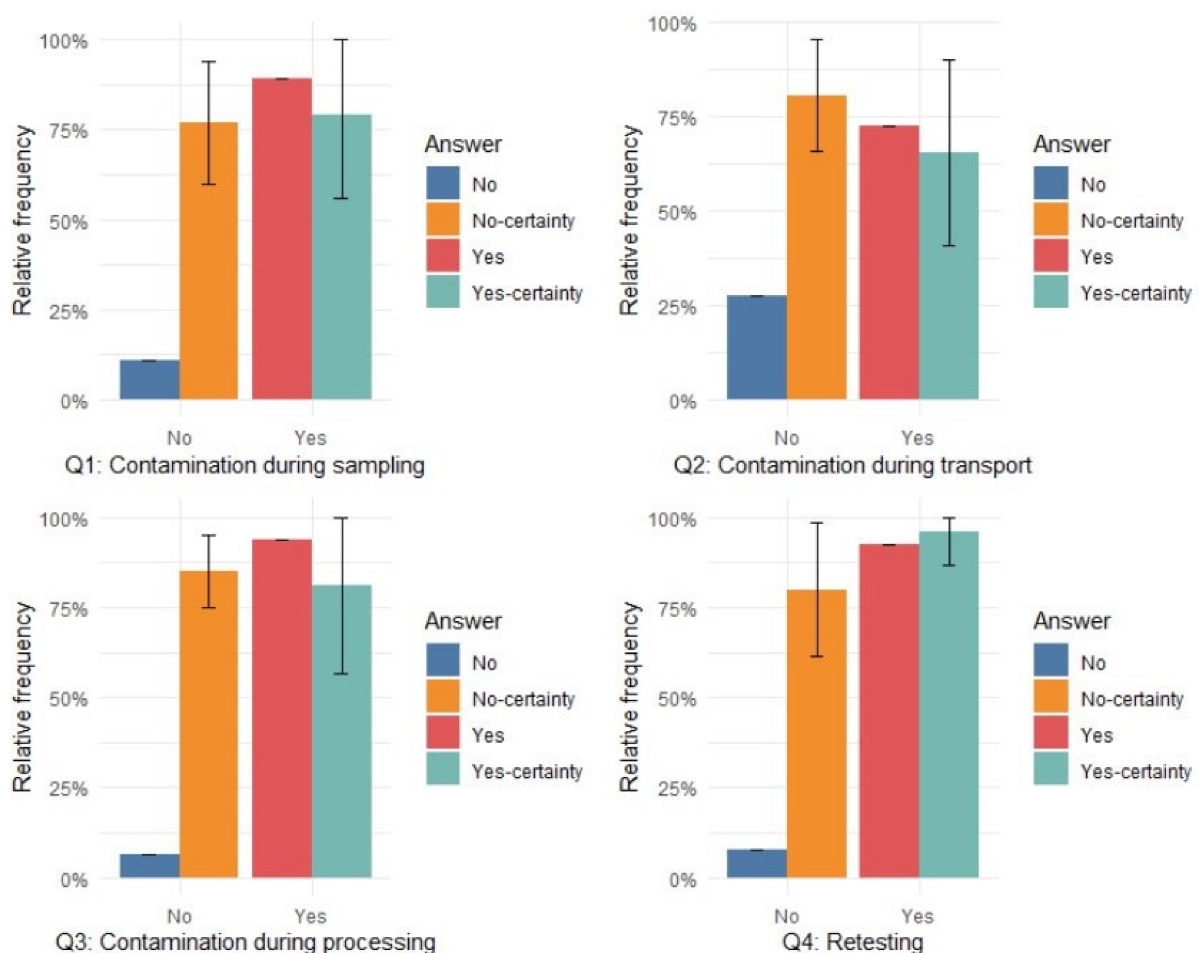 100%
75%
50%
25%
0%
Relative frequency
No
Yes
Q1: Contamination during sampling
Answer
No
No-certainty
Yes
Yes-certainty
100%
75%
50%
25%
0%
Relative frequency
No
Yes
Q2: Contamination during transport
Answer
No
No-certainty
Yes
Yes-certainty
100%
75%
50%
25%
0%
Relative frequency
No
Yes
Q3: Contamination during processing
Answer
No
No-certainty
Yes
Yes-certainty
100%
75%
50%
25%
0%
Relative frequency
No
Yes
Q4: Retesting
Answer
No
No-certainty
Yes
Yes-certainty